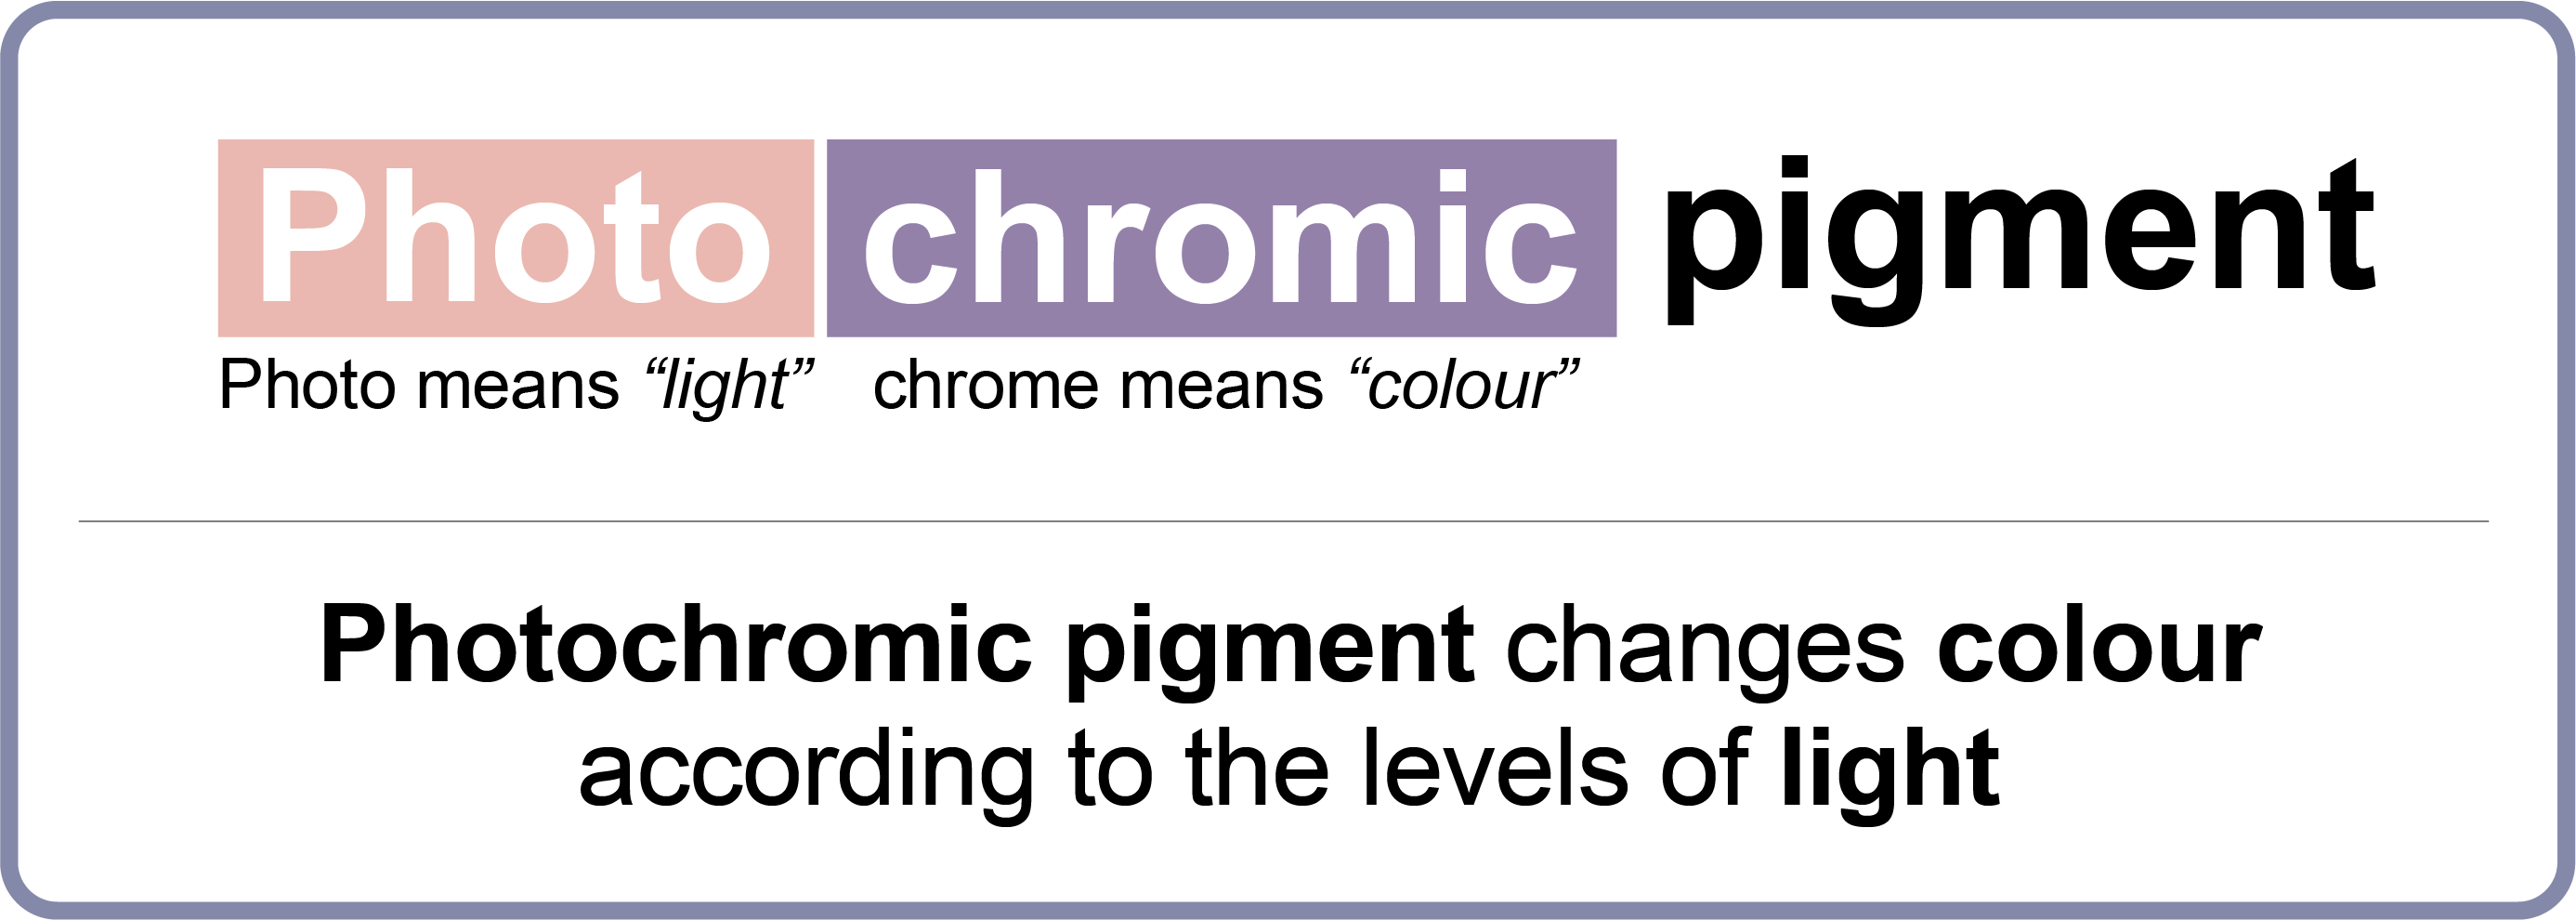 Photo chromic pigment
Photo means “light” chrome means “colour”
Photochromic pigment changes colour
according to the levels of light